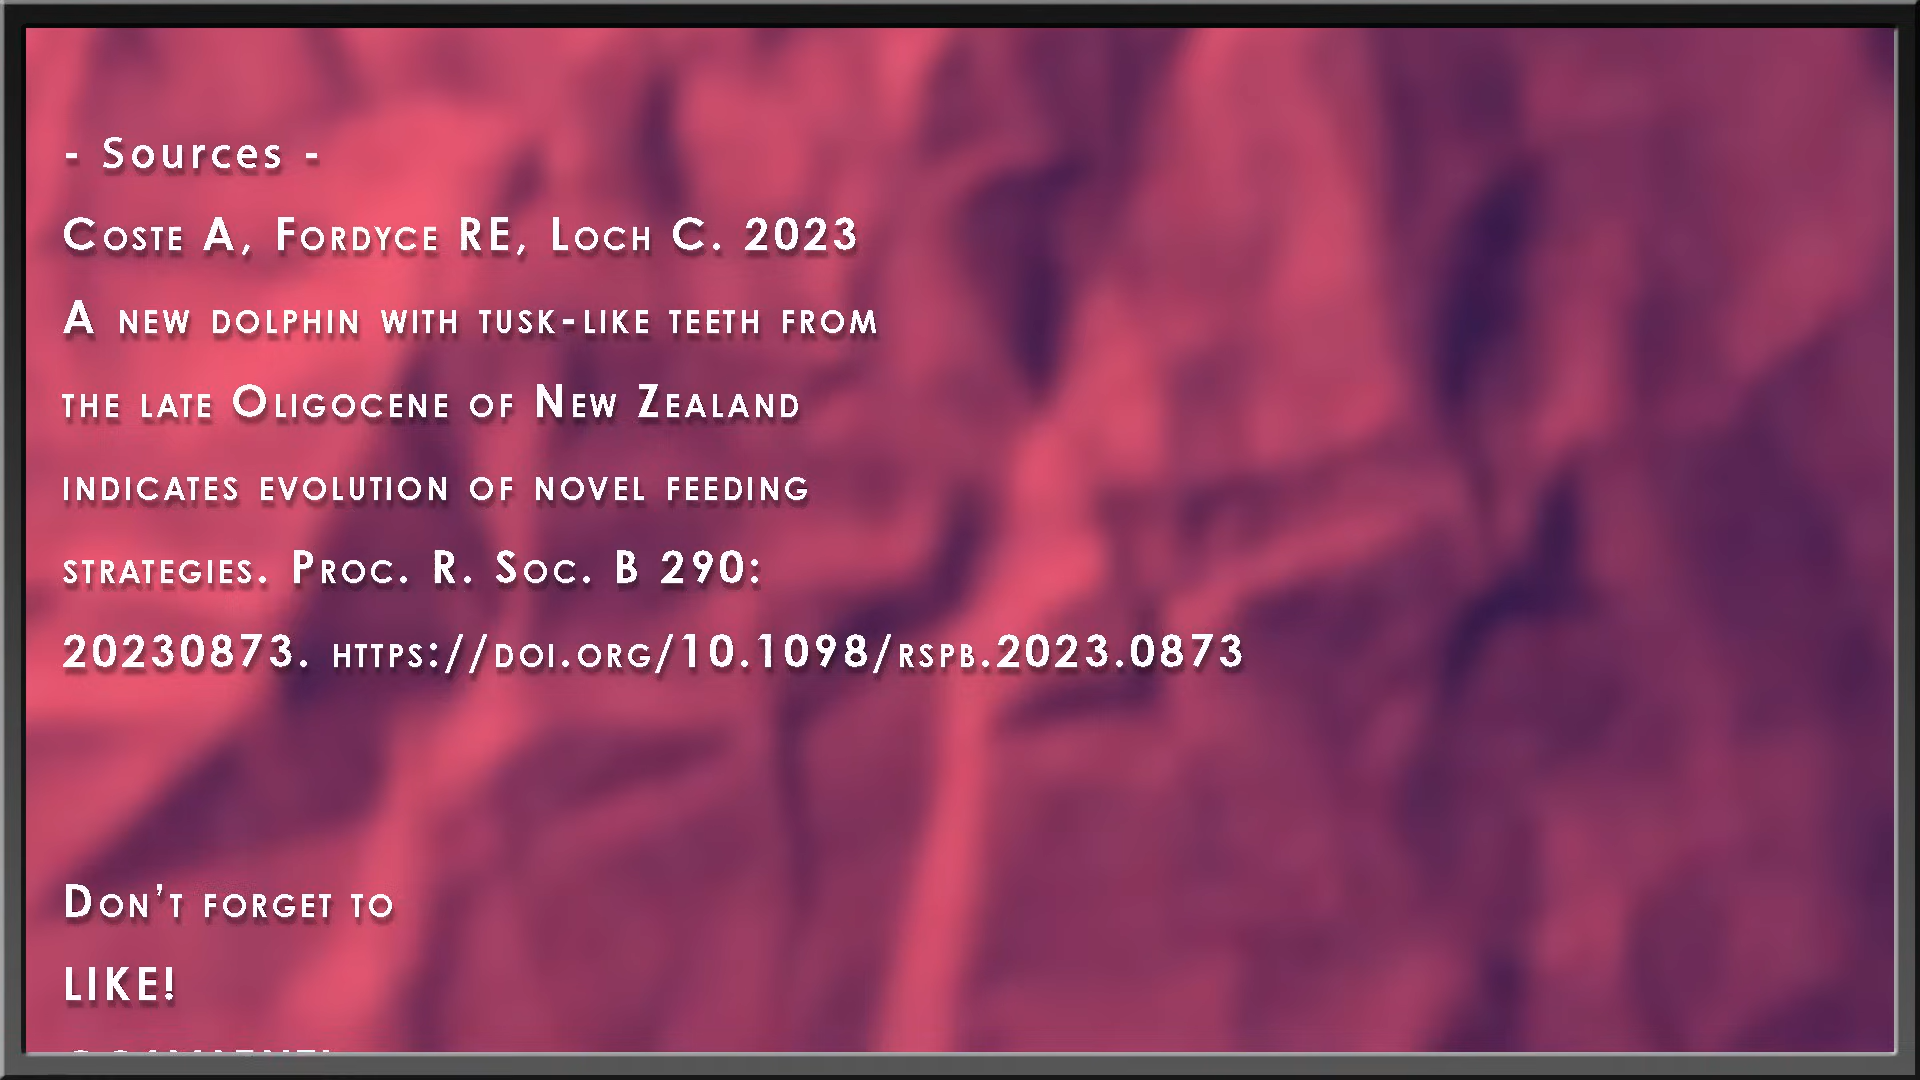 - Sources -
Coste A, Fordyce RE, Loch C. 2023
A new dolphin with tusk-like teeth from
the late Oligocene of New Zealand
indicates evolution of novel feeding
strategies. Proc. R. Soc. B 290:
20230873. https://doi.org/10.1098/rspb.2023.0873
Don't forget to
LIKE!